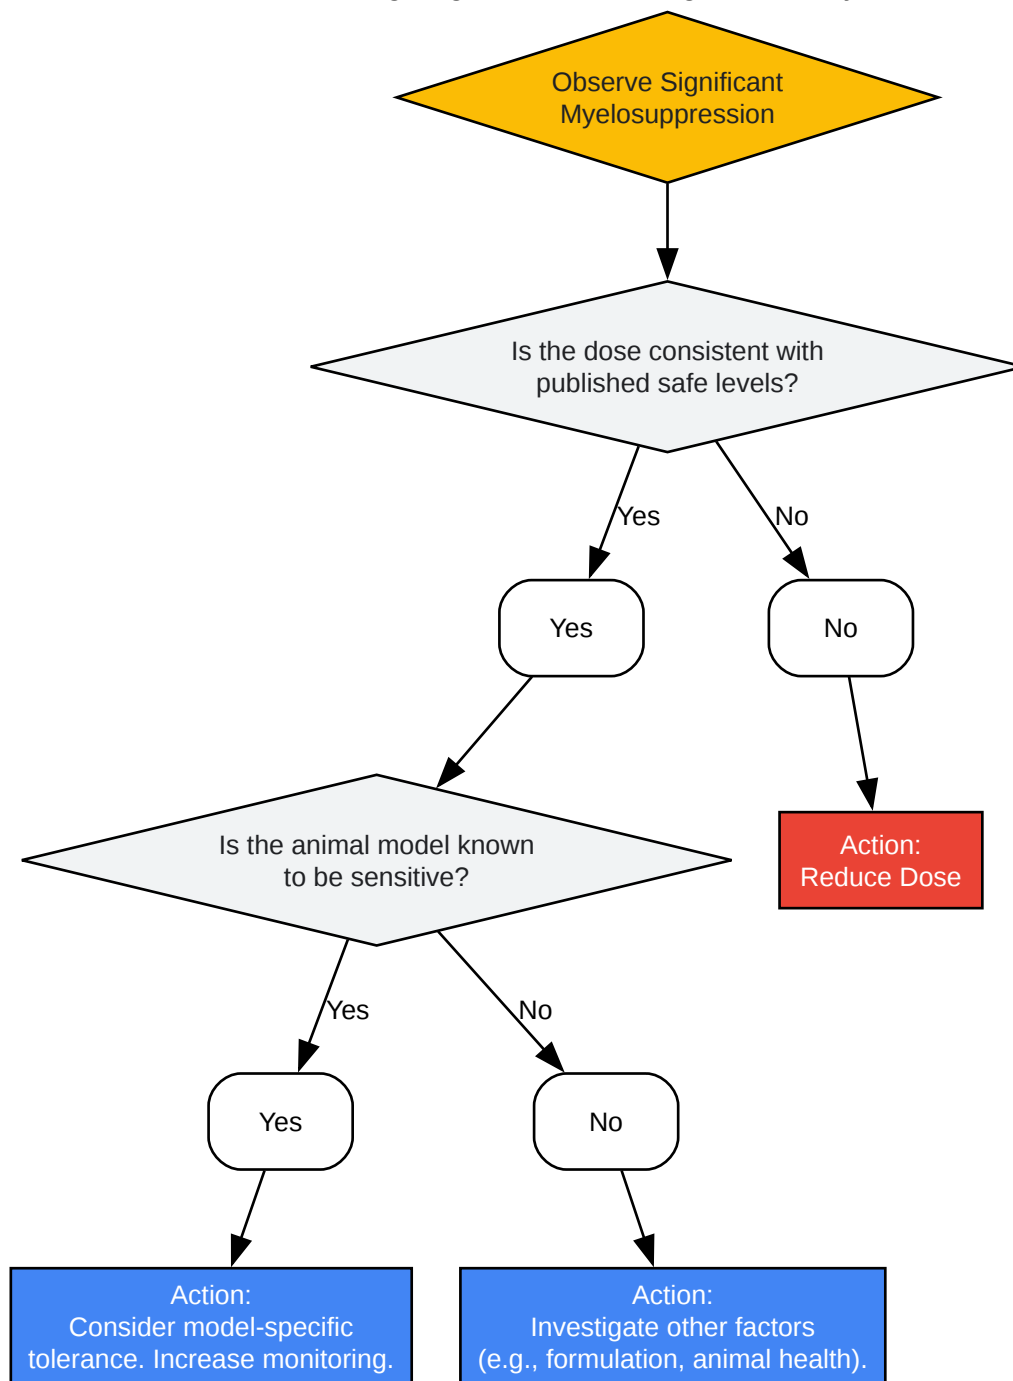 Observe Significant
Myelosuppression
Is the dose consistent with
published safe levels?
Yes
No
Yes
No
Action:
Reduce Dose
Is the animal model known
to be sensitive?
Yes
No
Yes
No
Action:
Consider model-specific
tolerance. Increase monitoring.
Action:
Investigate other factors
(e.g., formulation, animal health).